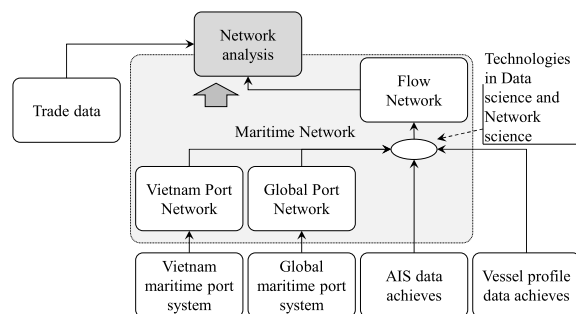 Network
analysis
Technologies
in Data
science and
Network
science
Flow
Network
Trade data
Maritime Network
Vietnam Port
Network
Global Port
Network
Vietnam
maritime port
system
Global
maritime port
system
AIS data
achieves
Vessel profile
data achieves